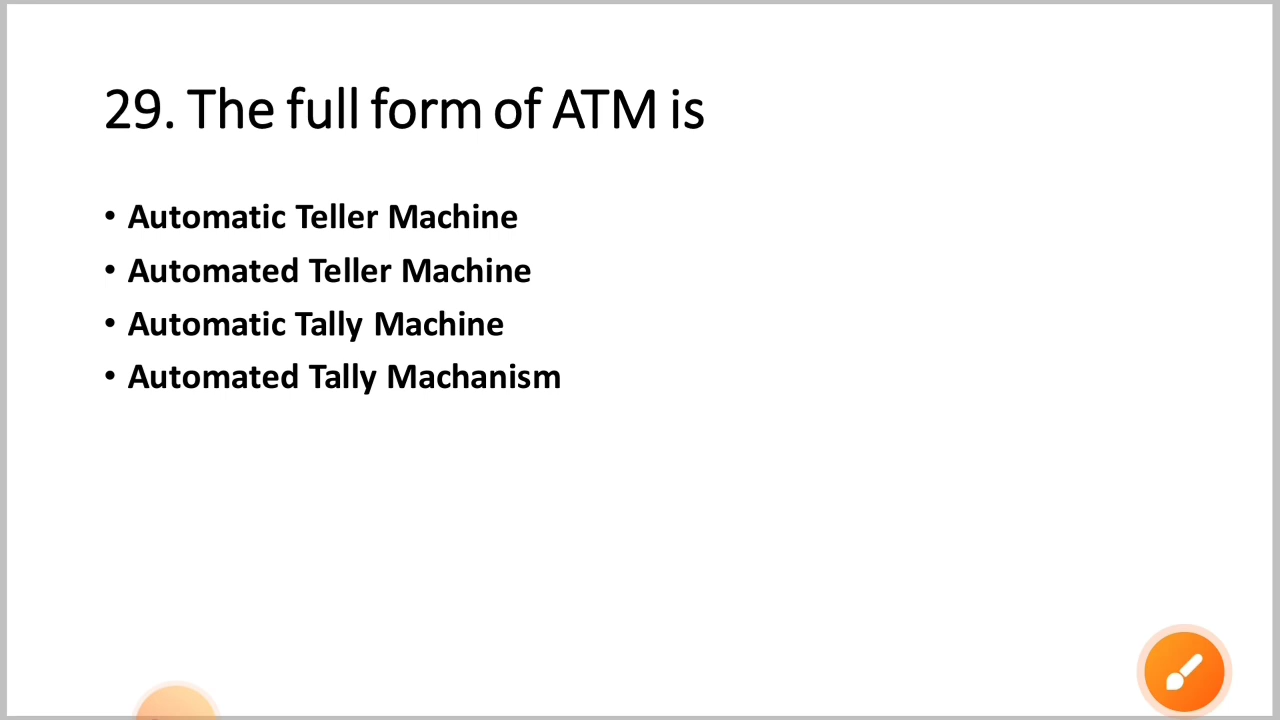 29. The full form of ATM is
• Automatic Teller Machine
• Automated Teller Machine
• Automatic Tally Machine
• Automated Tally Machanism